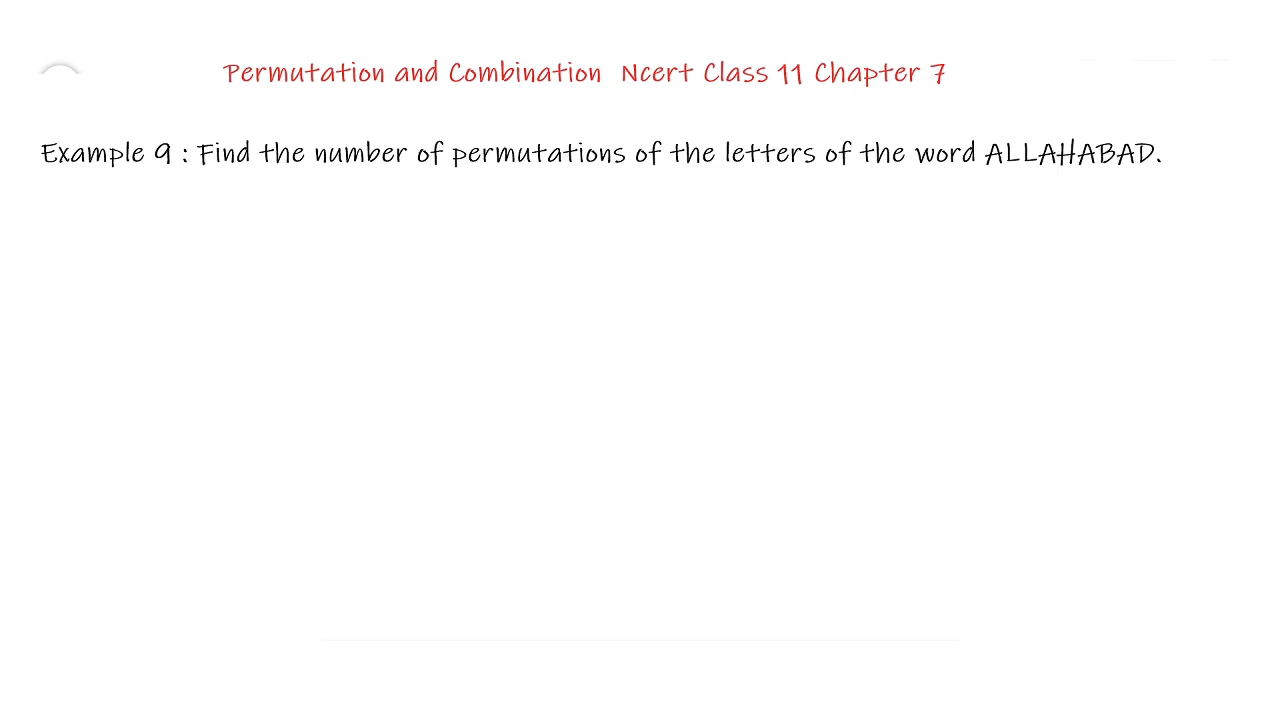 Permutation and Combination Ncert Class 11 Chapter 7
Example 9 : Find the number of permutations of the letters of the word ALLAHABAD.